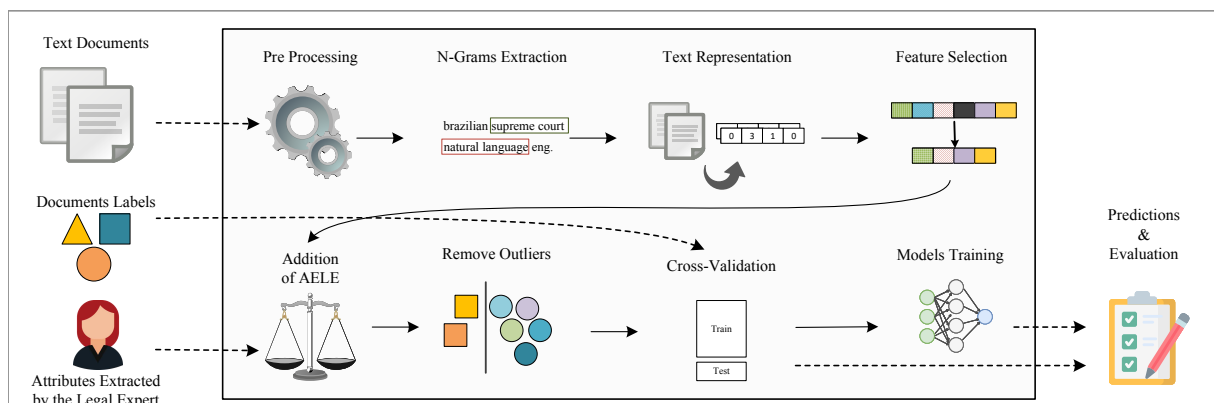 Text Documents
Pre Processing
N-Grams Extraction
Text Representation
Feature Selection
brazilian supreme court
natural language eng.
0 3 1 0
Documents Labels
Addition
of AELE
Remove Outliers
Cross-Validation
Models Training
Predictions
&
Evaluation
Train
Test
Attributes Extracted
by the Legal Expert